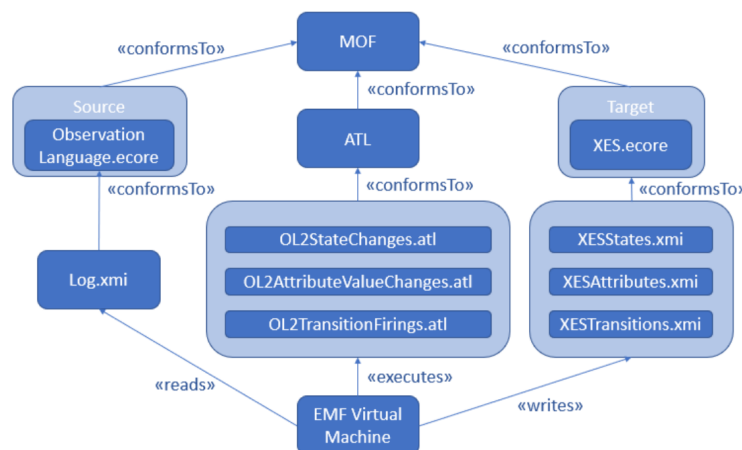 MOF
«conformsTo»
«conformsTo»
«conformsTo»
Source
Observation
Language.ecore
ATL
Target
XES.ecore
«conformsTo»
«conformsTo»
«conformsTo»
Log.xmi
OL2StateChanges.atl
OL2AttributeValueChanges.atl
OL2TransitionFirings.atl
XESStates.xmi
XESAttributes.xmi
XESTransitions.xmi
«reads»
«executes»
«writes»
EMF Virtual
Machine